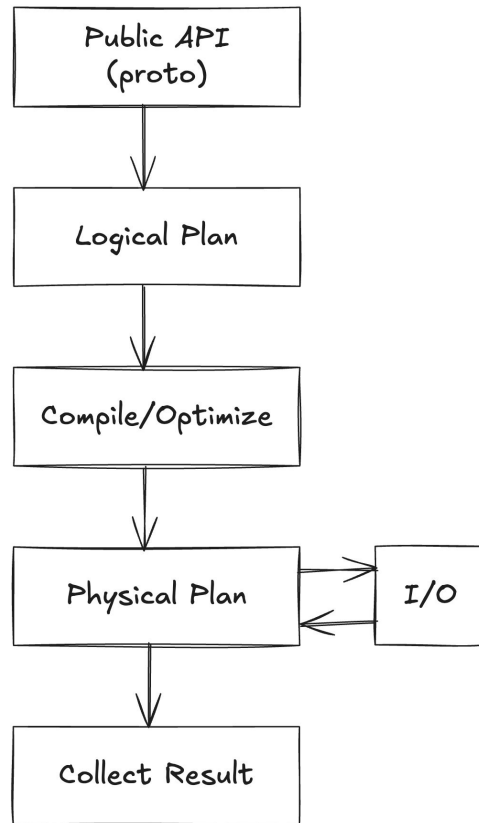 Public API
(proto)
Logical Plan
Compile/Optimize
Physical Plan
I/O
Collect Result